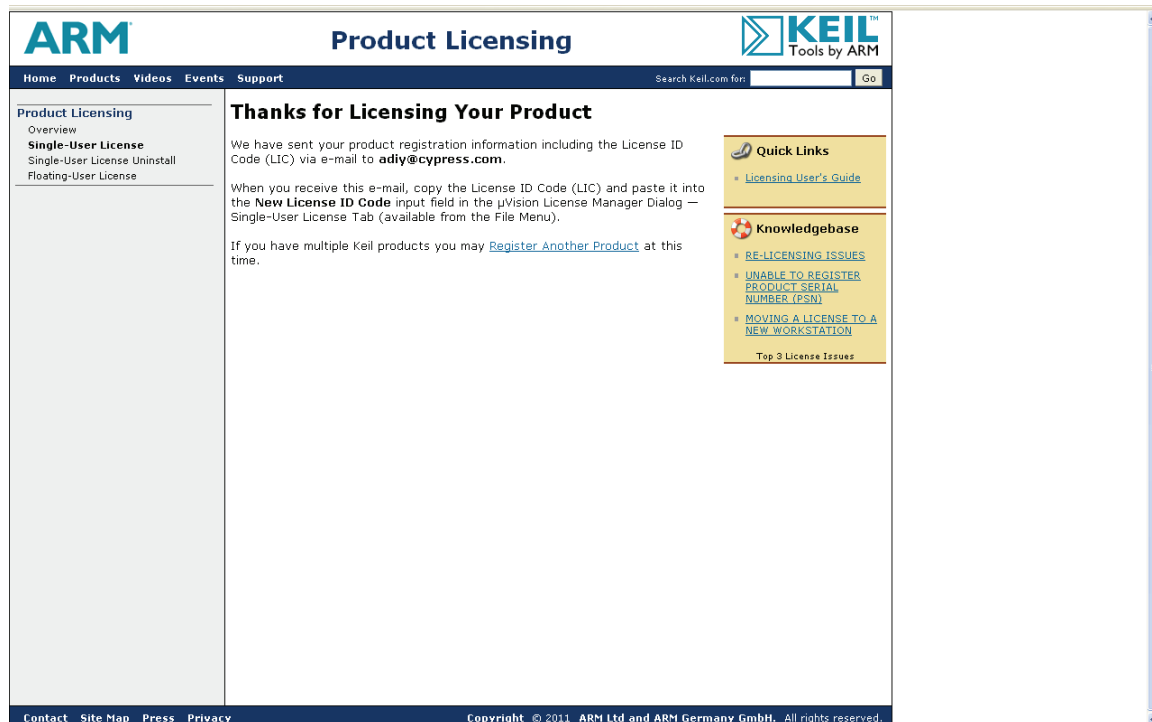 ARM
Product Licensing
KEIL™
Tools by ARM
Home Products Videos Events Support
Search Keil.com for:
Go
Product Licensing
Overview
Single-User License
Single-User License Uninstall
Floating-User License
Thanks for Licensing Your Product
We have sent your product registration information including the License ID
Code (LIC) via e-mail to adiy@cypress.com.
When you receive this e-mail, copy the License ID Code (LIC) and paste it into
the New License ID Code input field in the µVision License Manager Dialog —
Single-User License Tab (available from the File Menu).
If you have multiple Keil products you may Register Another Product at this
time.
Quick Links
Licensing User's Guide
Knowledgebase
RE-LICENSING ISSUES
UNABLE TO REGISTER
PRODUCT SERIAL
NUMBER (PSN)
MOVING A LICENSE TO A
NEW WORKSTATION
Top 3 License Issues
Contact Site Map Press Privacy
Copyright © 2011 ARM Ltd and ARM Germany GmbH. All rights reserved.